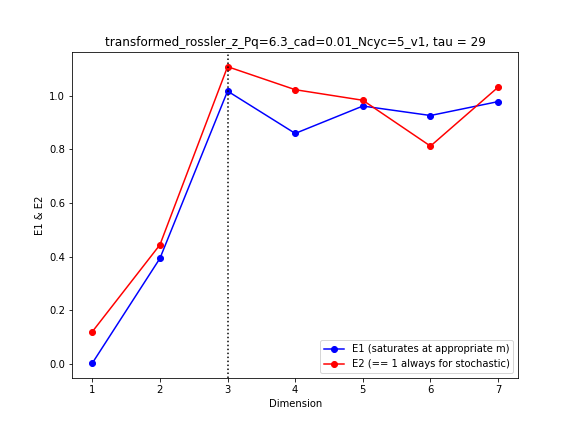 transformed_rossler_z_Pq=6.3_cad=0.01_Ncyc=5_v1, tau = 29
E1 & E2
1.0
0.8
0.6
0.4
0.2
0.0
E1 (saturates at appropriate m)
E2 (== 1 always for stochastic)
1 2 3 4 5 6 7
Dimension